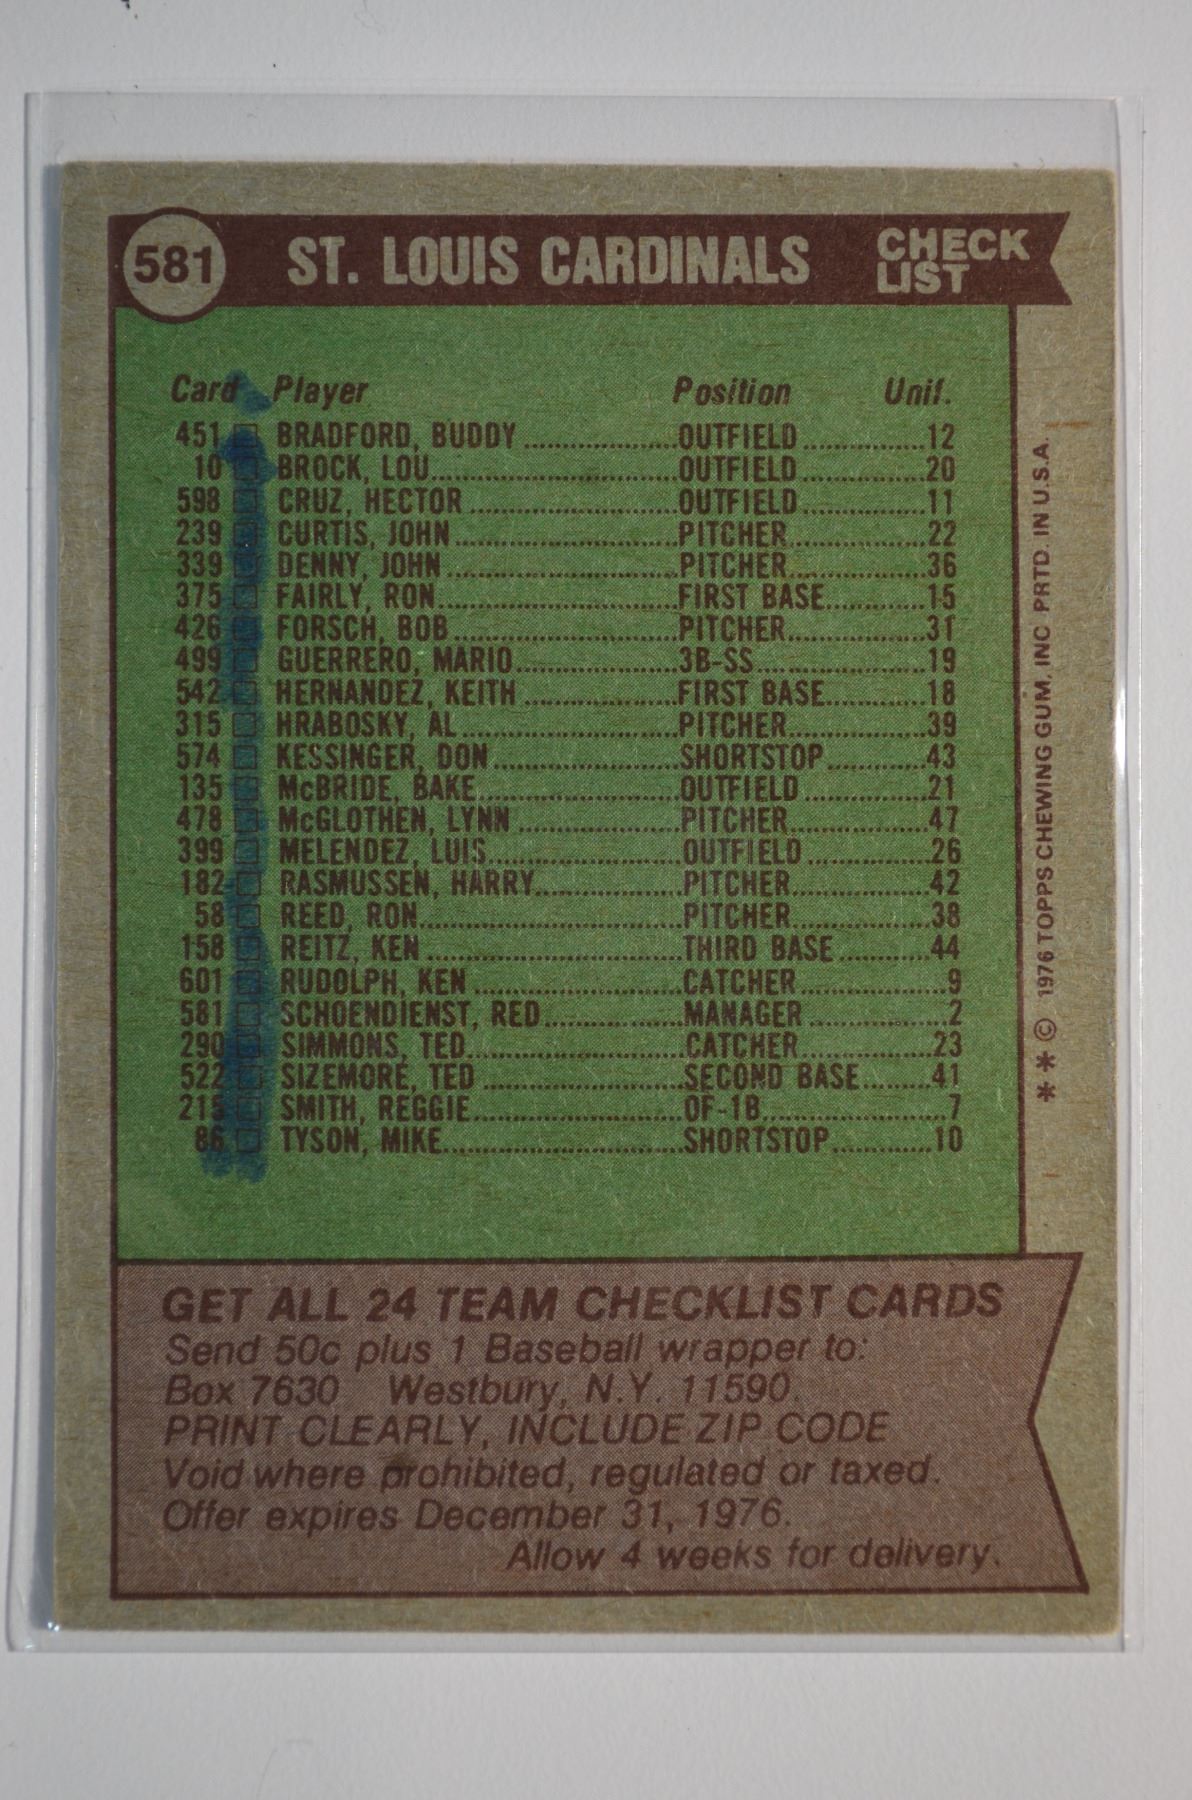 581 ST. LOUIS CARDINALS CHECK LIST
Card Player Position Unif.
451 BRADFORD, BUDDY OUTFIELD 12
10 BROCK, LOU OUTFIELD 20
598 CRUZ, HECTOR OUTFIELD 11
239 CURTIS, JOHN PITCHER 22
339 DENNY, JOHN PITCHER 36
375 FAIRLY, RON FIRST BASE 15
426 FORSCH, BOB PITCHER 31
499 GUERRERO, MARIO 3B-SS 19
542 HERNANDEZ, KEITH FIRST BASE 18
315 HRABOSKY, AL PITCHER 39
574 KESSINGER, DON SHORTSTOP 43
135 McBRIDE, BAKE OUTFIELD 21
478 McGLOTHEN, LYNN PITCHER 47
399 MELENDEZ, LUIS OUTFIELD 26
182 RASMUSSEN, HARRY PITCHER 42
58 REED, RON PITCHER 38
158 REITZ, KEN THIRD BASE 44
601 RUDOLPH, KEN CATCHER 9
581 SCHOENDIENST, RED MANAGER 2
290 SIMMONS, TED CATCHER 23
522 SIZEMORE, TED SECOND BASE 41
215 SMITH, REGGIE OF-1B 7
86 TYSON, MIKE SHORTSTOP 10
GET ALL 24 TEAM CHECKLIST CARDS
Send 50c plus 1 Baseball wrapper to:
Box 7630 Westbury, N.Y. 11590.
PRINT CLEARLY, INCLUDE ZIP CODE
Void where prohibited, regulated or taxed.
Offer expires December 31, 1976.
Allow 4 weeks for delivery.
** © 1976 TOPPS CHEWING GUM, INC PRTD. IN U.S.A.